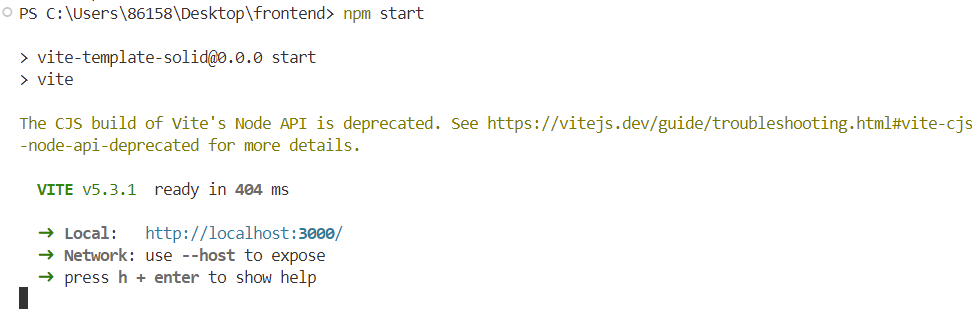 PS C:\Users\86158\Desktop\frontend> npm start
> vite-template-solid@0.0.0 start
> vite
The CJS build of Vite's Node API is deprecated. See https://vitejs.dev/guide/troubleshooting.html#vite-cjs
-node-api-deprecated for more details.
VITE v5.3.1 ready in 404 ms
➜ Local: http://localhost:3000/
➜ Network: use --host to expose
➜ press h + enter to show help